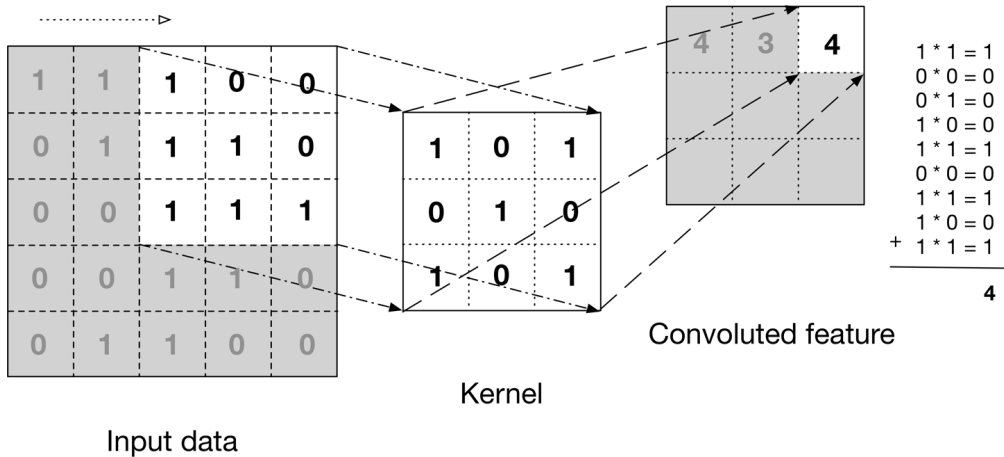 1 1 1 0 0
0 1 1 1 0
0 0 1 1 1
0 0 1 1 0
0 1 1 0 0
Input data
1 0 1
0 1 0
1 0 1
Kernel
4 3 4
Convoluted feature
1 * 1 = 1
0 * 0 = 0
0 * 1 = 0
1 * 0 = 0
1 * 1 = 1
0 * 0 = 0
1 * 1 = 1
1 * 0 = 0
+ 1 * 1 = 1
4